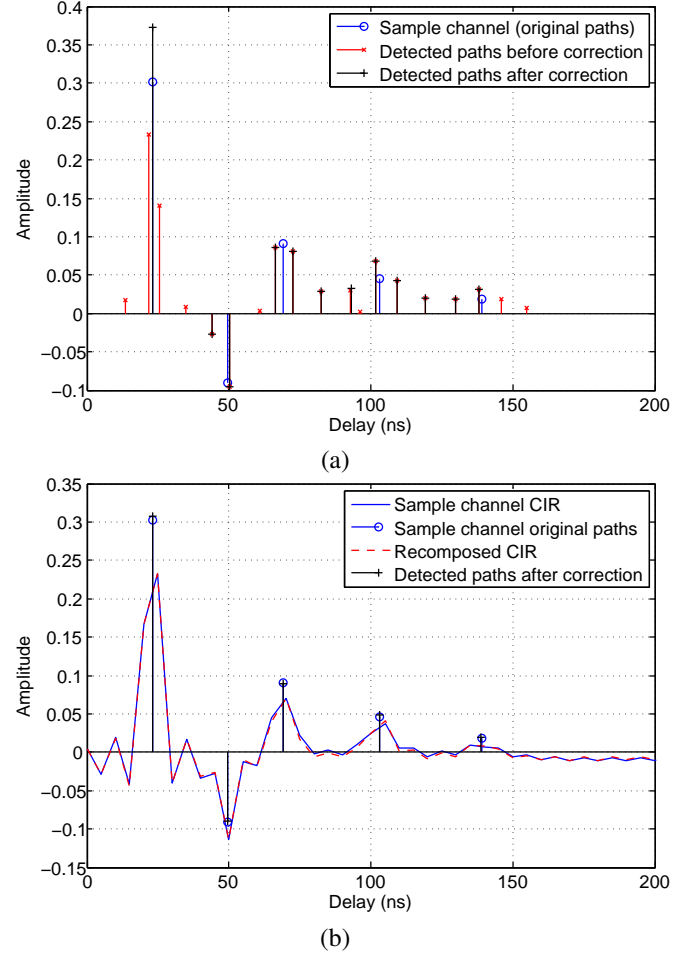 0.4
0.35
0.3
0.25
0.2
0.15
0.1
0.05
0
−0.05
−0.1
Amplitude
Sample channel (original paths)
Detected paths before correction
Detected paths after correction
0 50 100 150 200
Delay (ns)
(a)
0.35
0.3
0.25
0.2
0.15
0.1
0.05
0
−0.05
−0.1
−0.15
Amplitude
Sample channel CIR
Sample channel original paths
Recomposed CIR
Detected paths after correction
0 50 100 150 200
Delay (ns)
(b)